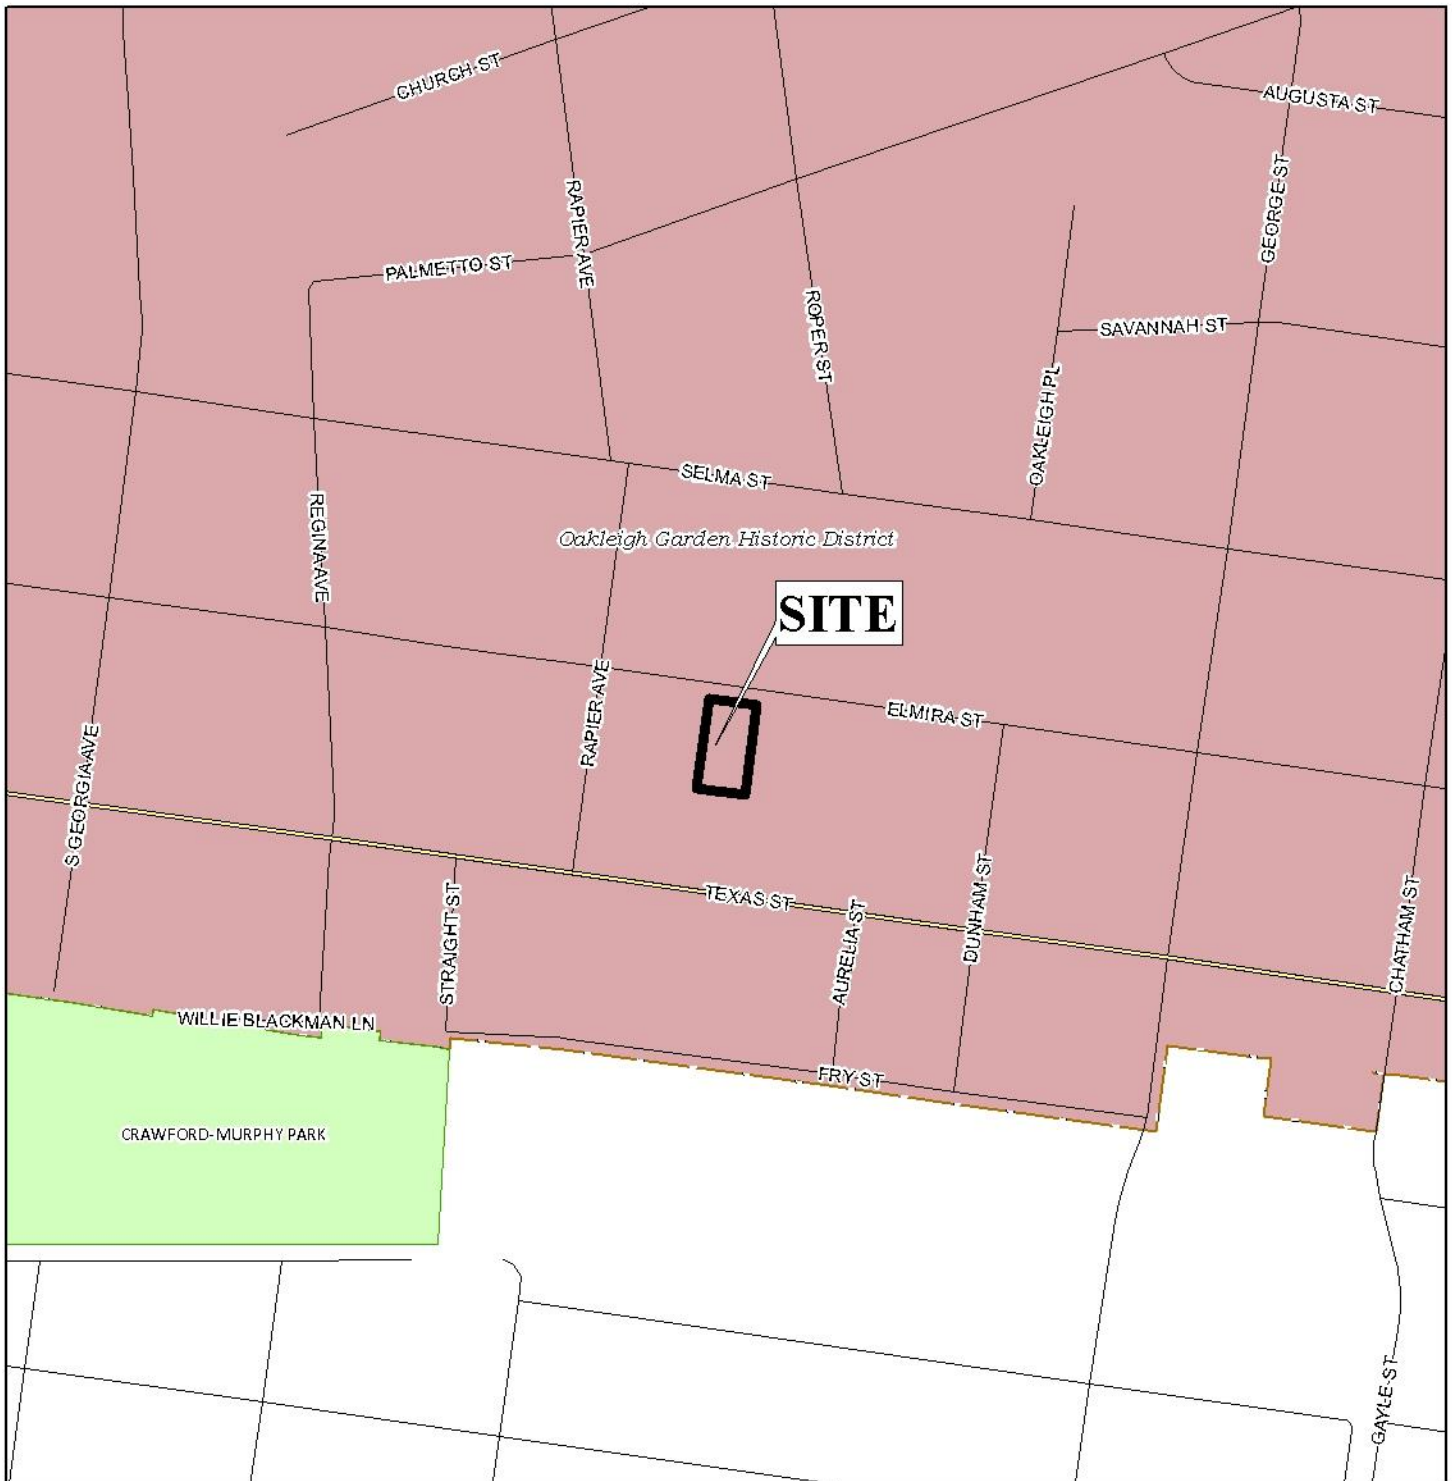 CHURCH ST
AUGUSTA ST
RAPIER AVE
GEORGE ST
PALMETTO ST
ROPER ST
SAVANNAH ST
OAKLEIGH PL
SELMA ST
REGINA AVE
Oakleigh Garden Historic District
SITE
RAPIER AVE
ELMIRA ST
S GEORGIA AVE
TEXAS ST
STRAIGHT ST
AURELIA ST
DUNHAM ST
CHATHAM ST
WILLIE BLACKMAN LN
FRY ST
CRAWFORD-MURPHY PARK
GAYLE ST